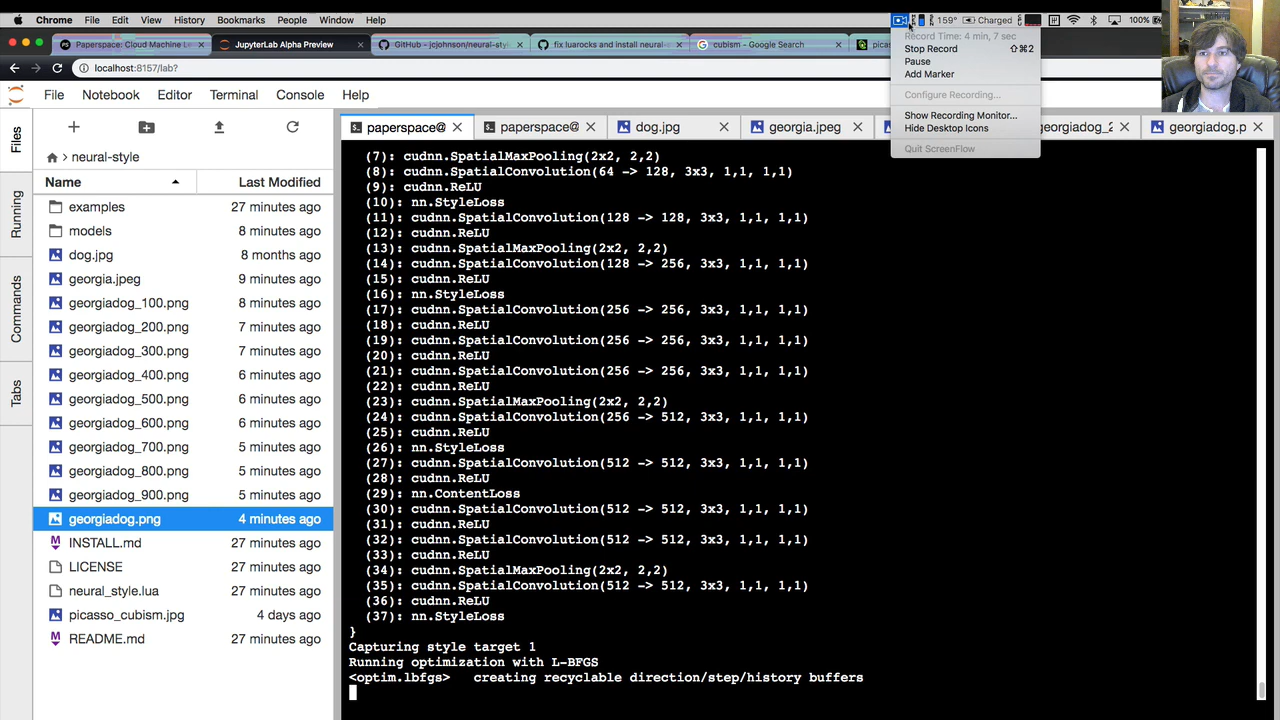 Chrome File Edit View History Bookmarks People Window Help 159° Charged 100%
Paperspace: Cloud Machine Le
JupyterLab Alpha Preview
GitHub - jcjohnson/neural-sty
fix luarocks and install neural-
cubism - Google Search
picas
Record Time: 4 min, 7 sec
Stop Record ⇧⌘2
Pause
Add Marker
Configure Recording...
Show Recording Monitor...
Hide Desktop Icons
Quit ScreenFlow
localhost:8157/lab?
File Notebook Editor Terminal Console Help
Files
Running
Commands
Tabs
neural-style
Name Last Modified
examples 27 minutes ago
models 8 minutes ago
dog.jpg 8 months ago
georgia.jpeg 9 minutes ago
georgiadog_100.png 8 minutes ago
georgiadog_200.png 7 minutes ago
georgiadog_300.png 7 minutes ago
georgiadog_400.png 6 minutes ago
georgiadog_500.png 6 minutes ago
georgiadog_600.png 6 minutes ago
georgiadog_700.png 5 minutes ago
georgiadog_800.png 5 minutes ago
georgiadog_900.png 5 minutes ago
georgiadog.png 4 minutes ago
INSTALL.md 27 minutes ago
LICENSE 27 minutes ago
neural_style.lua 27 minutes ago
picasso_cubism.jpg 4 days ago
README.md 27 minutes ago
paperspace@ paperspace@ dog.jpg georgia.jpeg georgiadog_2 georgiadog.p
(7): cudnn.SpatialMaxPooling(2x2, 2,2)
(8): cudnn.SpatialConvolution(64 -> 128, 3x3, 1,1, 1,1)
(9): cudnn.ReLU
(10): nn.StyleLoss
(11): cudnn.SpatialConvolution(128 -> 128, 3x3, 1,1, 1,1)
(12): cudnn.ReLU
(13): cudnn.SpatialMaxPooling(2x2, 2,2)
(14): cudnn.SpatialConvolution(128 -> 256, 3x3, 1,1, 1,1)
(15): cudnn.ReLU
(16): nn.StyleLoss
(17): cudnn.SpatialConvolution(256 -> 256, 3x3, 1,1, 1,1)
(18): cudnn.ReLU
(19): cudnn.SpatialConvolution(256 -> 256, 3x3, 1,1, 1,1)
(20): cudnn.ReLU
(21): cudnn.SpatialConvolution(256 -> 256, 3x3, 1,1, 1,1)
(22): cudnn.ReLU
(23): cudnn.SpatialMaxPooling(2x2, 2,2)
(24): cudnn.SpatialConvolution(256 -> 512, 3x3, 1,1, 1,1)
(25): cudnn.ReLU
(26): nn.StyleLoss
(27): cudnn.SpatialConvolution(512 -> 512, 3x3, 1,1, 1,1)
(28): cudnn.ReLU
(29): nn.ContentLoss
(30): cudnn.SpatialConvolution(512 -> 512, 3x3, 1,1, 1,1)
(31): cudnn.ReLU
(32): cudnn.SpatialConvolution(512 -> 512, 3x3, 1,1, 1,1)
(33): cudnn.ReLU
(34): cudnn.SpatialMaxPooling(2x2, 2,2)
(35): cudnn.SpatialConvolution(512 -> 512, 3x3, 1,1, 1,1)
(36): cudnn.ReLU
(37): nn.StyleLoss
}
Capturing style target 1
Running optimization with L-BFGS
<optim.lbfgs> creating recyclable direction/step/history buffers